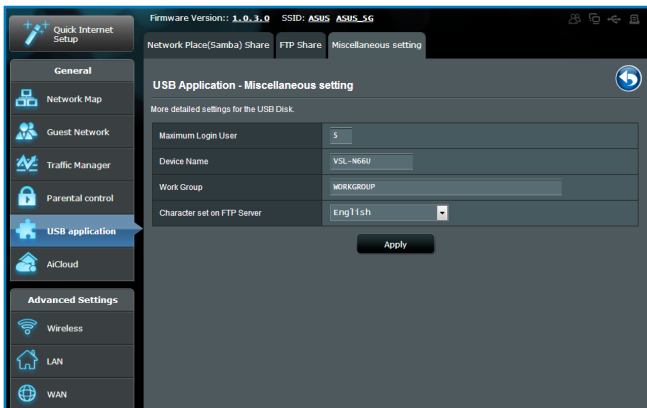 Firmware Version:: 1.0.3.0 SSID: ASUS ASUS_5G
Quick Internet
Setup
Network Place(Samba) Share FTP Share Miscellaneous setting
General
Network Map
Guest Network
Traffic Manager
Parental control
USB application
AiCloud
Advanced Settings
Wireless
LAN
WAN
USB Application - Miscellaneous setting
More detailed settings for the USB Disk.
Maximum Login User 5
Device Name VSL-N66U
Work Group WORKGROUP
Character set on FTP Server English
Apply